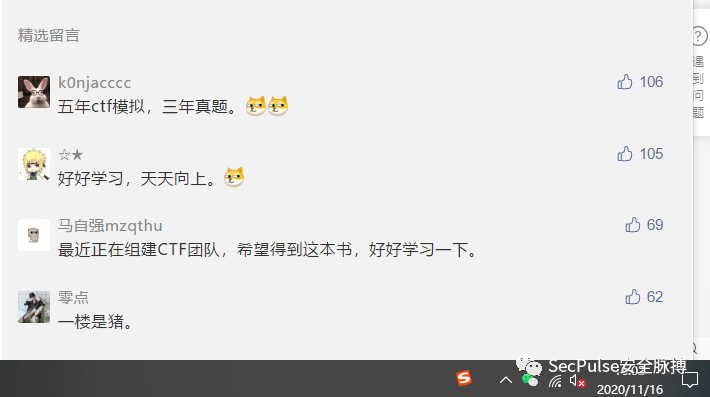 精选留言
k0njacccc
106
五年ctf模拟，三年真题。
☆★
105
好好学习，天天向上。
马自强mzqthu
69
最近正在组建CTF团队，希望得到这本书，好好学习一下。
零点
62
一楼是猪。
遇
到
问
题
SecPulse安全脉搏
2020/11/16